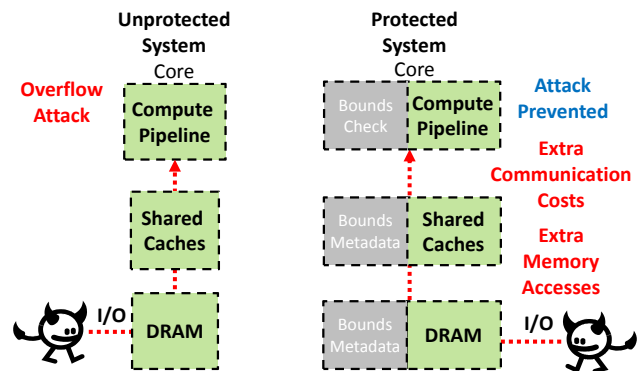 Unprotected
System
Core
Overflow
Attack
Compute
Pipeline
Shared
Caches
I/O
DRAM
Protected
System
Core
Bounds
Check
Compute
Pipeline
Attack
Prevented
Extra
Communication
Costs
Bounds
Metadata
Shared
Caches
Extra
Memory
Accesses
Bounds
Metadata
DRAM
I/O